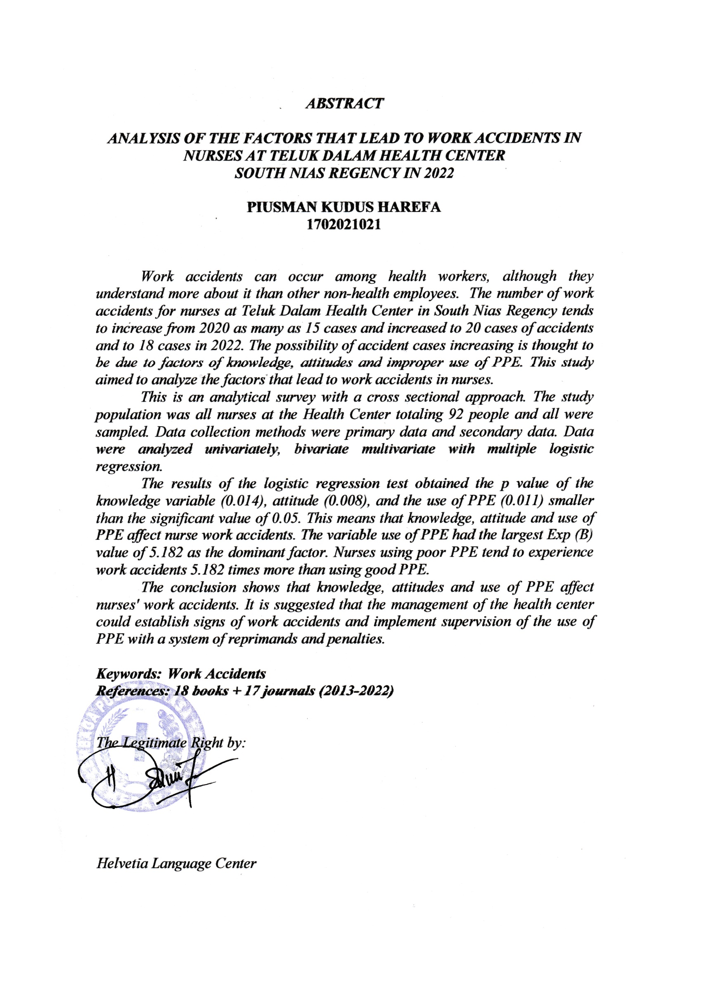 ABSTRACT
ANALYSIS OF THE FACTORS THAT LEAD TO WORK ACCIDENTS IN
NURSES AT TELUK DALAM HEALTH CENTER
SOUTH NIAS REGENCY IN 2022
PIUSMAN KUDUS HAREFA
1702021021
Work accidents can occur among health workers, although they
understand more about it than other non-health employees. The number of work
accidents for nurses at Teluk Dalam Health Center in South Nias Regency tends
to increase from 2020 as many as 15 cases and increased to 20 cases of accidents
and to 18 cases in 2022. The possibility of accident cases increasing is thought to
be due to factors of knowledge, attitudes and improper use of PPE. This study
aimed to analyze the factors that lead to work accidents in nurses.
This is an analytical survey with a cross sectional approach. The study
population was all nurses at the Health Center totaling 92 people and all were
sampled. Data collection methods were primary data and secondary data. Data
were analyzed univariately, bivariate multivariate with multiple logistic
regression.
The results of the logistic regression test obtained the p value of the
knowledge variable (0.014), attitude (0.008), and the use of PPE (0.011) smaller
than the significant value of 0.05. This means that knowledge, attitude and use of
PPE affect nurse work accidents. The variable use of PPE had the largest Exp (B)
value of 5.182 as the dominant factor. Nurses using poor PPE tend to experience
work accidents 5.182 times more than using good PPE.
The conclusion shows that knowledge, attitudes and use of PPE affect
nurses' work accidents. It is suggested that the management of the health center
could establish signs of work accidents and implement supervision of the use of
PPE with a system of reprimands and penalties.
Keywords: Work Accidents
References: 18 books + 17 journals (2013-2022)
The Legitimate Right by:
Helvetia Language Center